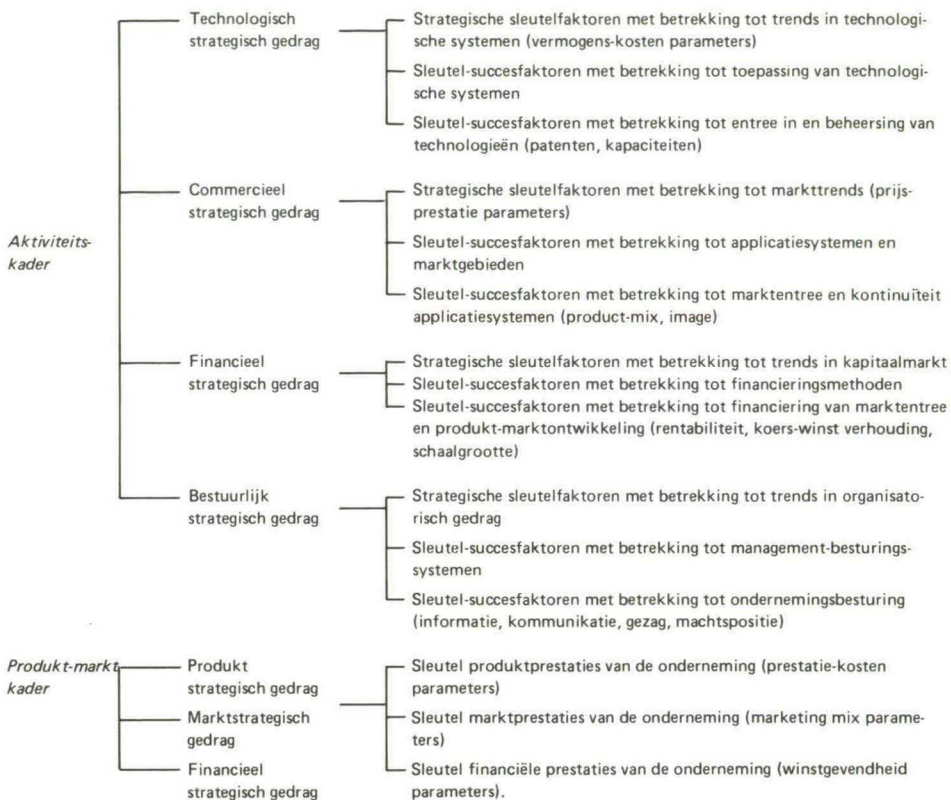 Technologisch
strategisch gedrag
Strategische sleutelfaktoren met betrekking tot trends in technologi-
sche systemen (vermogens-kosten parameters)
Sleutel-succesfaktoren met betrekking tot toepassing van technologi-
sche systemen
Sleutel-succesfaktoren met betrekking tot entree in en beheersing van
technologieën (patenten, kapaciteiten)
Aktiviteits-
kader
Commercieel
strategisch gedrag
Strategische sleutelfaktoren met betrekking tot markttrends (prijs-
prestatie parameters)
Sleutel-succesfaktoren met betrekking tot applicatiesystemen en
marktgebieden
Sleutel-succesfaktoren met betrekking tot marktentree en kontinuïteit
applicatiesystemen (product-mix, image)
Financieel
strategisch gedrag
Strategische sleutelfaktoren met betrekking tot trends in kapitaalmarkt
Sleutel-succesfaktoren met betrekking tot financieringsmethoden
Sleutel-succesfaktoren met betrekking tot financiering van marktentree
en produkt-marktontwikkeling (rentabiliteit, koers-winst verhouding,
schaalgrootte)
Bestuurlijk
strategisch gedrag
Strategische sleutelfaktoren met betrekking tot trends in organisato-
risch gedrag
Sleutel-succesfaktoren met betrekking tot management-besturings-
systemen
Sleutel-succesfaktoren met betrekking tot ondernemingsbesturing
(informatie, kommunikatie, gezag, machtspositie)
Produkt-markt
kader
Produkt
strategisch gedrag
Sleutel produktprestaties van de onderneming (prestatie-kosten
parameters)
Marktstrategisch
gedrag
Sleutel marktprestaties van de onderneming (marketing mix parame-
ters)
Financieel
strategisch gedrag
Sleutel financiële prestaties van de onderneming (winstgevendheid
parameters).